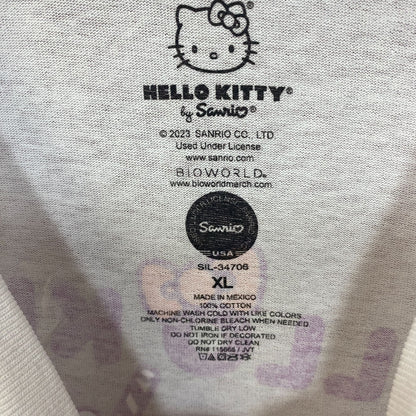 HELLO KITTY®
by Sanrio®
© 2023 SANRIO CO., LTD.
Used Under License
www.sanrio.com
BIOWORLD®
www.bioworldmerch.com
Sanrio
USA
SIL-34706
XL
MADE IN MEXICO
100% COTTON
MACHINE WASH COLD WITH LIKE COLORS
ONLY NON-CHLORINE BLEACH WHEN NEEDED
TUMBLE DRY LOW
DO NOT IRON IF DECORATED
DO NOT DRY CLEAN